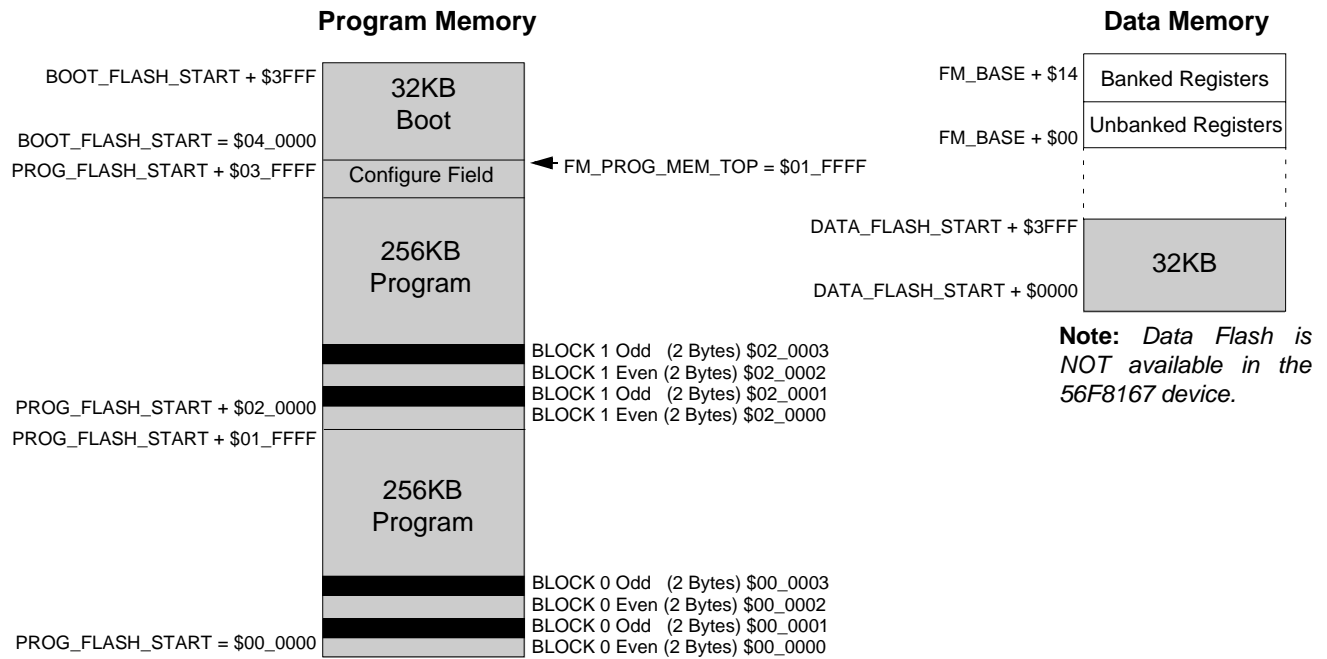 Program Memory
Data Memory
BOOT_FLASH_START + $3FFF
32KB
Boot
BOOT_FLASH_START = $04_0000
PROG_FLASH_START + $03_FFFF
Configure Field
FM_PROG_MEM_TOP = $01_FFFF
256KB
Program
BLOCK 1 Odd (2 Bytes) $02_0003
BLOCK 1 Even (2 Bytes) $02_0002
BLOCK 1 Odd (2 Bytes) $02_0001
BLOCK 1 Even (2 Bytes) $02_0000
PROG_FLASH_START + $02_0000
PROG_FLASH_START + $01_FFFF
256KB
Program
BLOCK 0 Odd (2 Bytes) $00_0003
BLOCK 0 Even (2 Bytes) $00_0002
BLOCK 0 Odd (2 Bytes) $00_0001
BLOCK 0 Even (2 Bytes) $00_0000
PROG_FLASH_START = $00_0000
FM_BASE + $14
Banked Registers
Unbanked Registers
FM_BASE + $00
DATA_FLASH_START + $3FFF
32KB
DATA_FLASH_START + $0000
Note: Data Flash is
NOT available in the
56F8167 device.